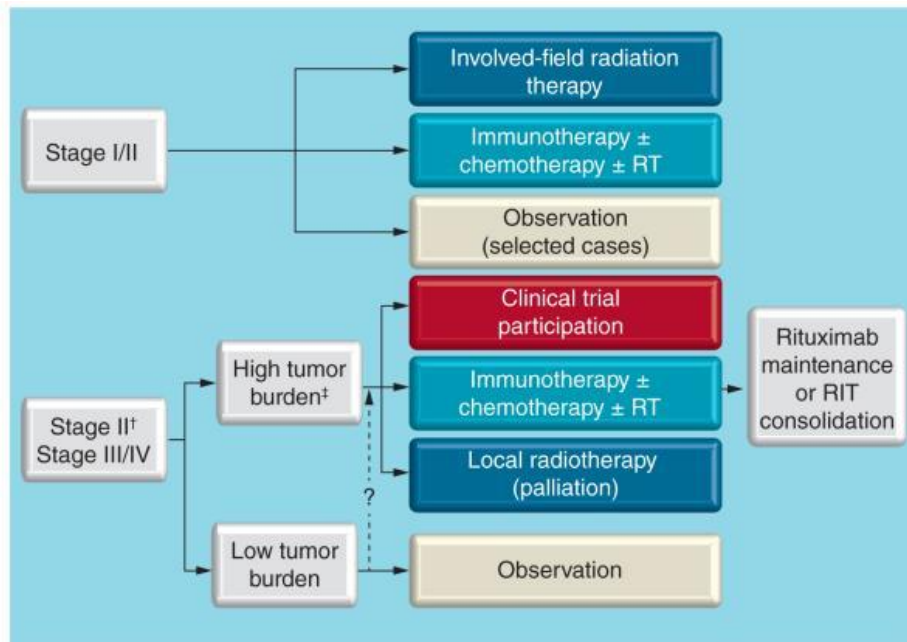 Involved-field radiation
therapy
Stage I/II
Immunotherapy ±
chemotherapy ± RT
Observation
(selected cases)
Clinical trial
participation
High tumor
burden‡
Immunotherapy ±
chemotherapy ± RT
Rituximab
maintenance
or RIT
consolidation
Stage II†
Stage III/IV
Local radiotherapy
(palliation)
?
Low tumor
burden
Observation